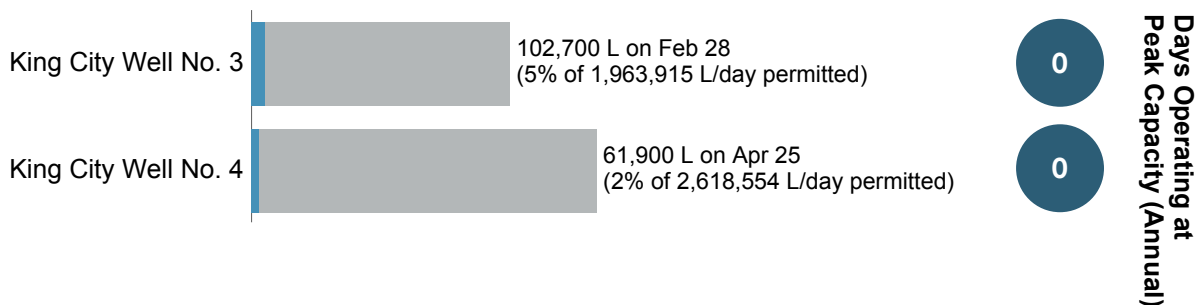 King City Well No. 3
102,700 L on Feb 28
(5% of 1,963,915 L/day permitted)
0
King City Well No. 4
61,900 L on Apr 25
(2% of 2,618,554 L/day permitted)
0
Days Operating at
Peak Capacity (Annual)